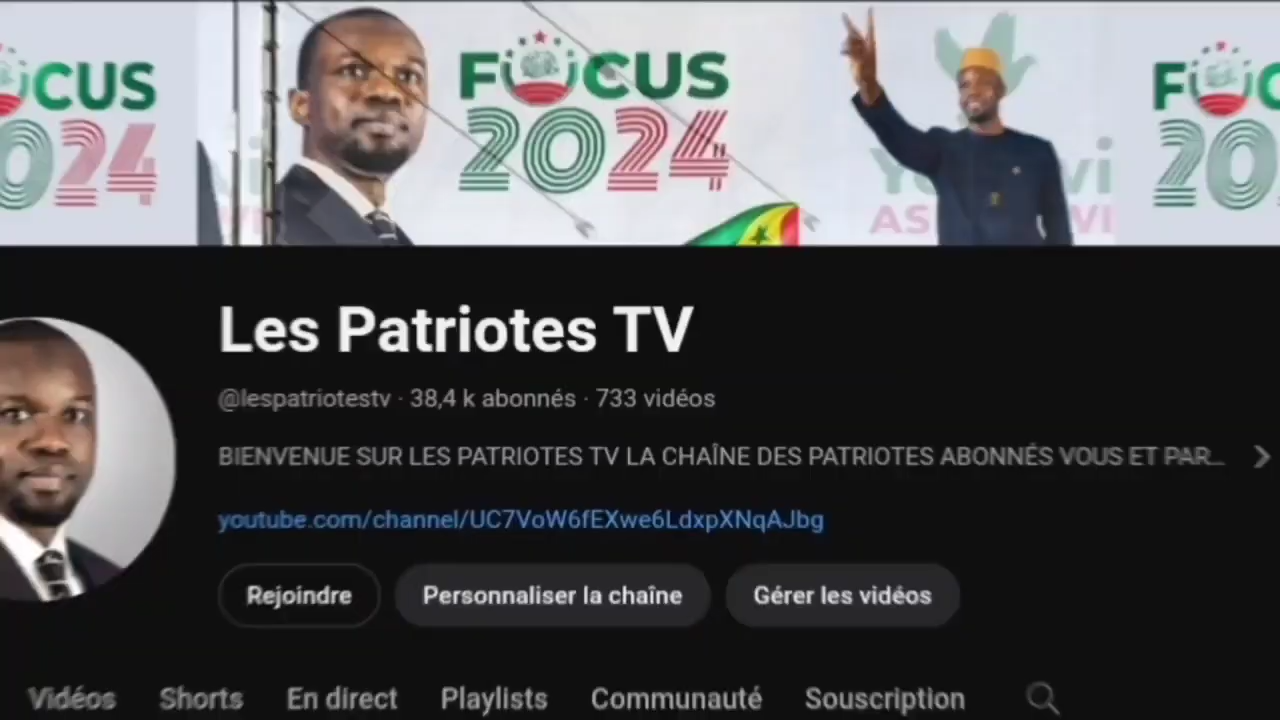 FOCUS
2024
Les Patriotes TV
@lespatriotestv · 38,4 k abonnés · 733 vidéos
BIENVENUE SUR LES PATRIOTES TV LA CHAÎNE DES PATRIOTES ABONNÉS VOUS ET PAR...
youtube.com/channel/UC7VoW6fEXwe6LdxpXNqAJbg
Rejoindre Personnaliser la chaîne Gérer les vidéos
Vidéos Shorts En direct Playlists Communauté Souscription